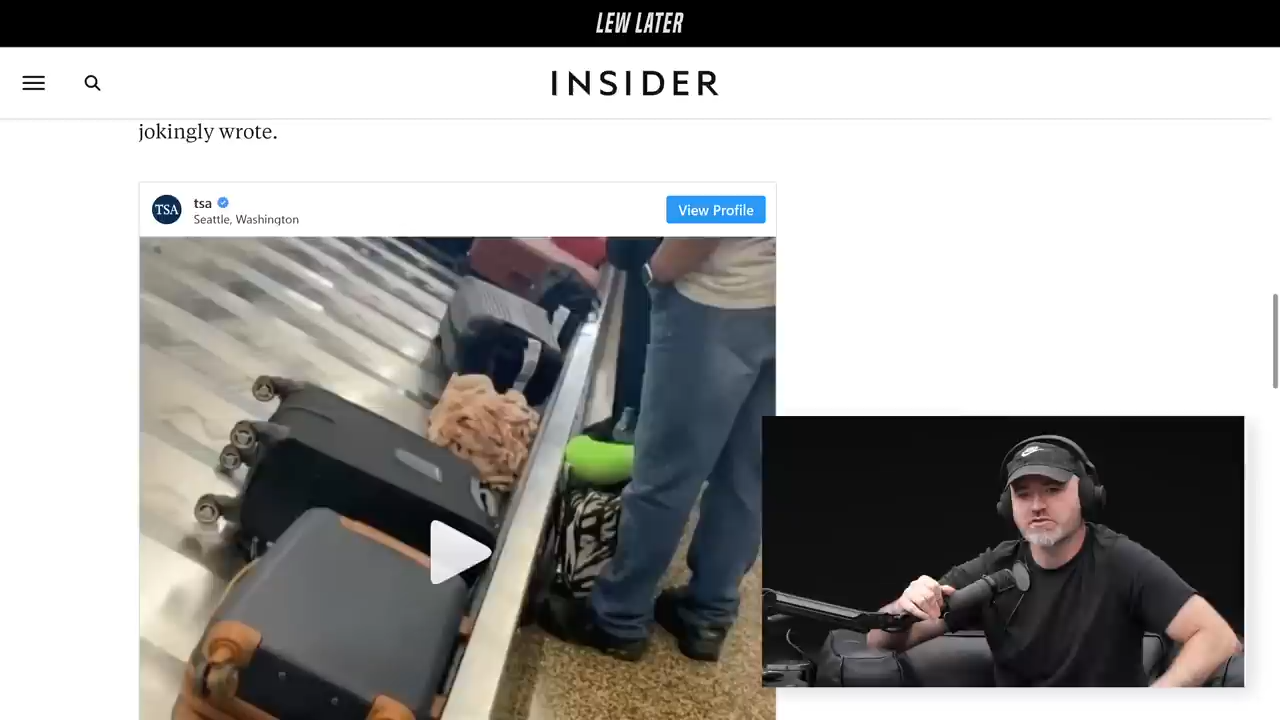 LEW LATER
INSIDER
jokingly wrote.
TSA
tsa
Seattle, Washington
View Profile